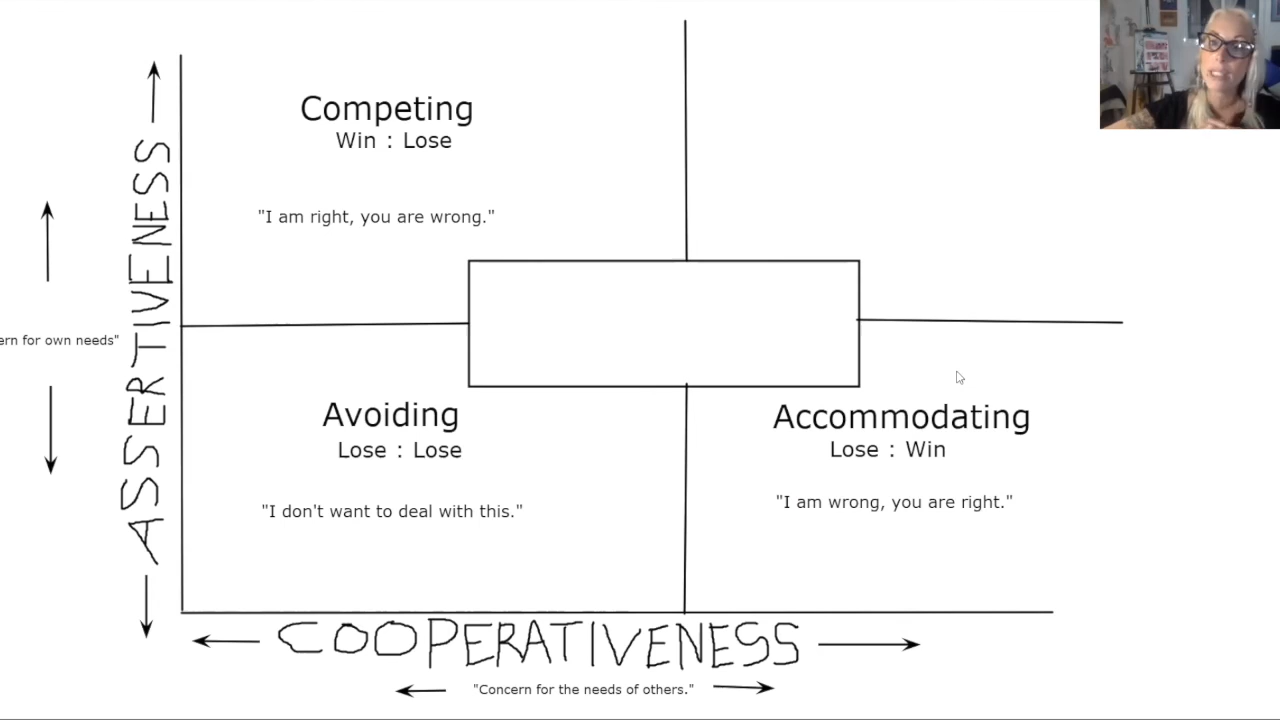 Competing
Win : Lose
"I am right, you are wrong."
ASSERTIVENESS
for own needs"
Avoiding
Lose : Lose
"I don't want to deal with this."
Accommodating
Lose : Win
"I am wrong, you are right."
COOPERATIVENESS
"Concern for the needs of others."